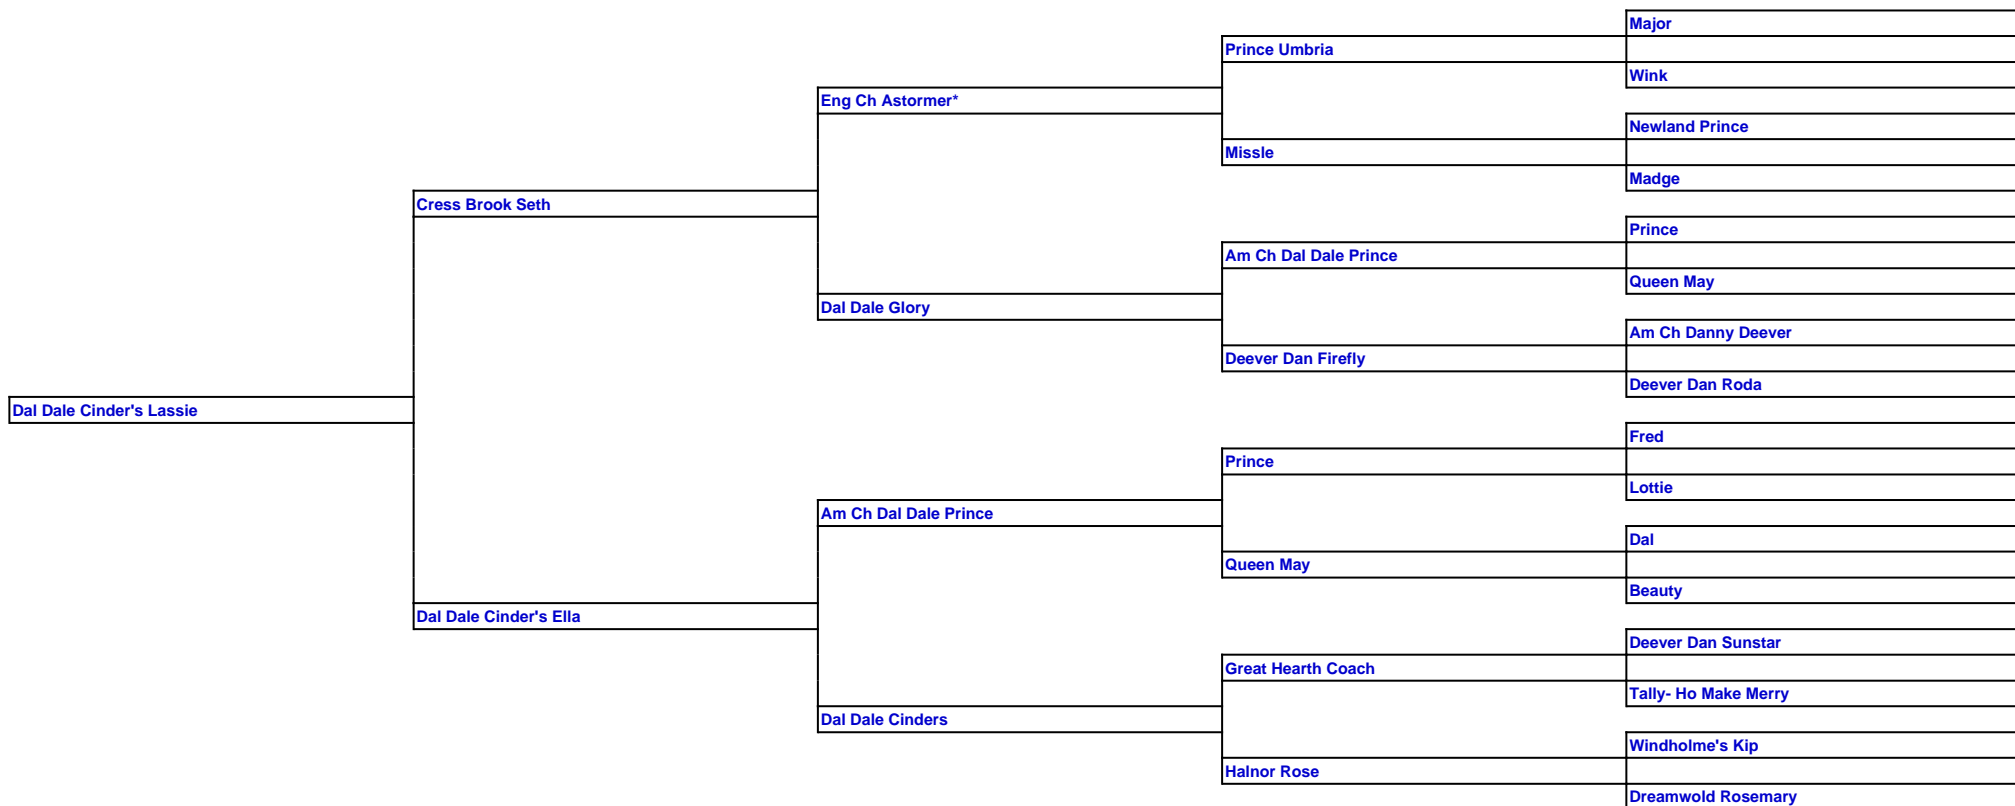 Major
Prince Umbria
Wink
Eng Ch Astormer*
Newland Prince
Missle
Madge
Cress Brook Seth
Prince
Am Ch Dal Dale Prince
Queen May
Dal Dale Glory
Am Ch Danny Deever
Deever Dan Firefly
Deever Dan Roda
Dal Dale Cinder's Lassie
Fred
Prince
Lottie
Am Ch Dal Dale Prince
Dal
Queen May
Beauty
Dal Dale Cinder's Ella
Deever Dan Sunstar
Great Hearth Coach
Tally- Ho Make Merry
Dal Dale Cinders
Windholme's Kip
Halnor Rose
Dreamwold Rosemary